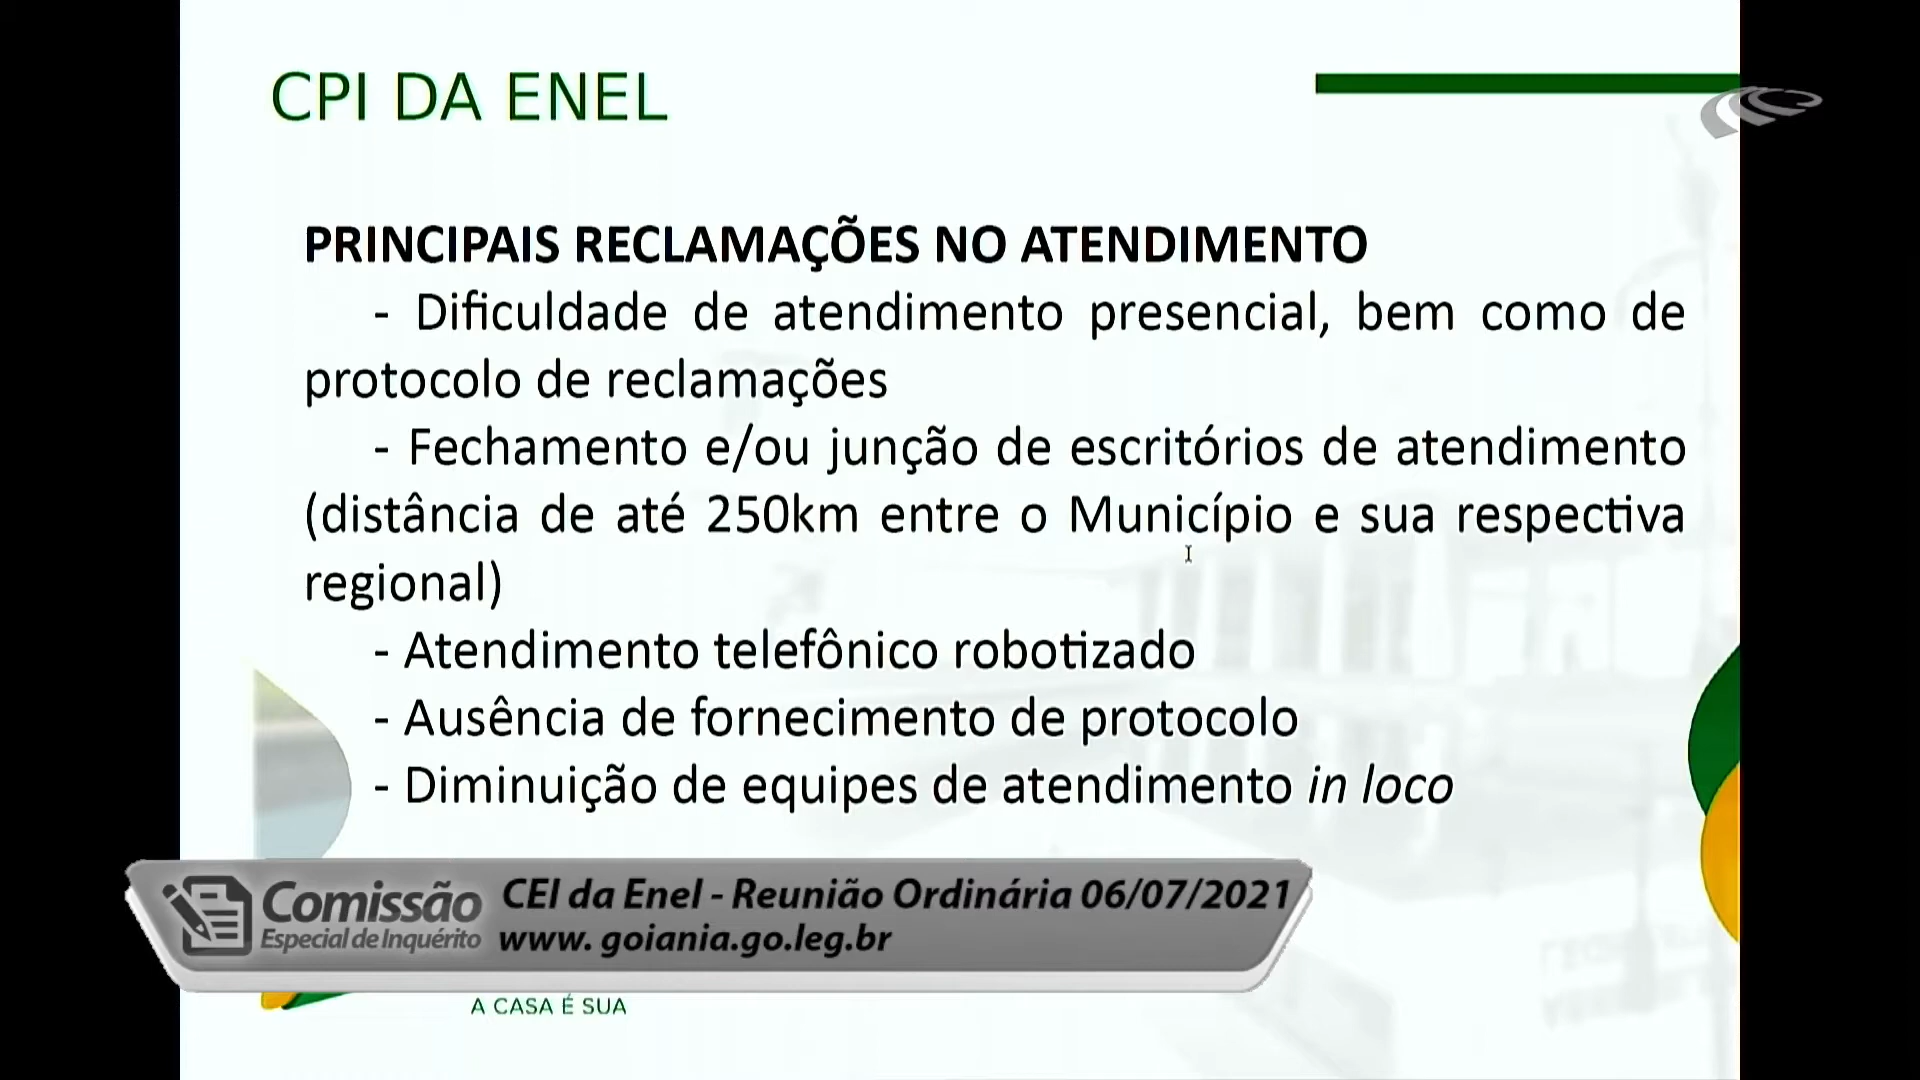 CPI DA ENEL
PRINCIPAIS RECLAMAÇÕES NO ATENDIMENTO
- Dificuldade de atendimento presencial, bem como de
protocolo de reclamações
- Fechamento e/ou junção de escritórios de atendimento
(distância de até 250km entre o Município e sua respectiva
regional)
- Atendimento telefônico robotizado
- Ausência de fornecimento de protocolo
- Diminuição de equipes de atendimento in loco
Comissão
Especial de Inquérito
CEI da Enel - Reunião Ordinária 06/07/2021
www. goiania.go.leg.br
A CASA É SUA